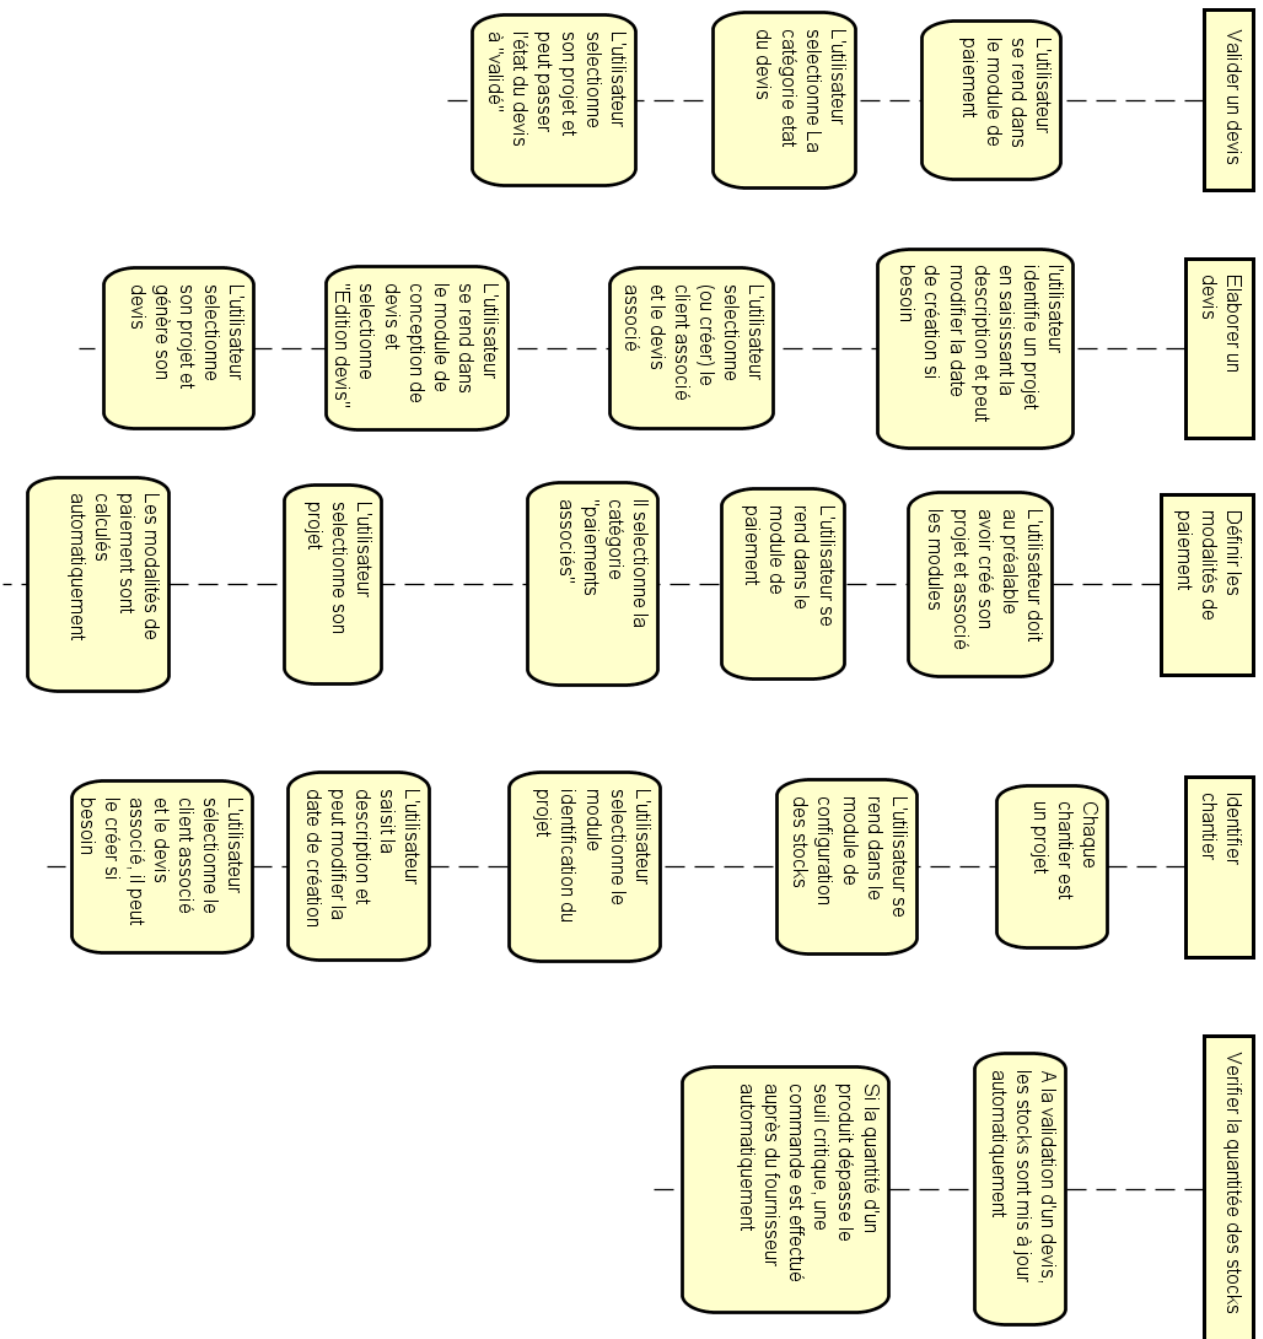 Valider un devis
L'utilisateur
se rend dans
le module de
paiement
L'utilisateur
selectionne La
catégorie etat
du devis
L'utilisateur
selectionne
son projet et
peut passer
l'état du devis
à "validé"
Elaborer un
devis
l'utilisateur
identifie un projet
en saisissant la
description et peut
modifier la date
de création si
besoin
L'utilisateur
selectionne
(ou créer) le
client associé
et le devis
associé
L'utilisateur
se rend dans
le module de
conception de
devis et
selectionne
"Edition devis"
L'utilisateur
selectionne
son projet et
génère son
devis
Définir les
modalités de
paiement
L'utilisateur doit
au préalable
avoir créé son
projet et associé
les modules
L'utilisateur se
rend dans le
module de
paiement
Il selectionne la
catégorie
"paiements
associés"
L'utilisateur
selectionne son
projet
Les modalités de
paiement sont
calculés
automatiquement
Identifier
chantier
Chaque
chantier est
un projet
L'utilisateur se
rend dans le
module de
configuration
des stocks
L'utilisateur
selectionne le
module
identification du
projet
L'utilisateur
saisit la
description et
peut modifier la
date de création
L'utilisateur
sélectionne le
client associé
et le devis
associé, il peut
le créer si
besoin
Verifier la quantitée des stocks
A la validation d'un devis,
les stocks sont mis à jour
automatiquement
Si la quantité d'un
produit dépasse le
seuil critique, une
commande est effectué
auprès du fournisseur
automatiquement